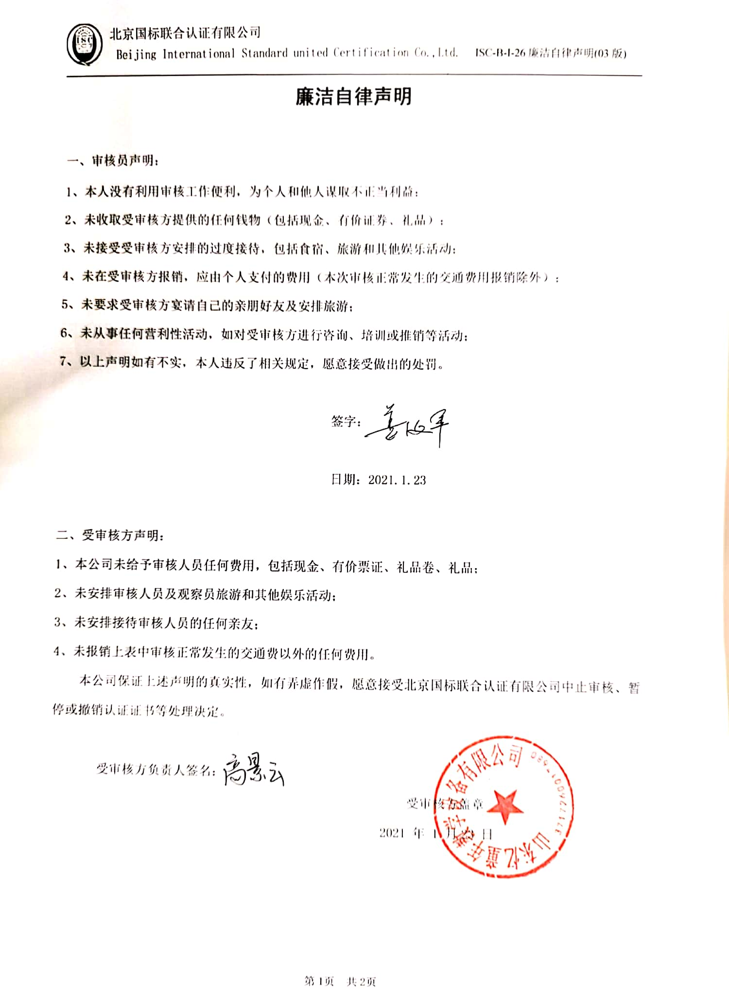 ISC
北京国标联合认证有限公司
Beijing International Standard united Certification Co.,Ltd. ISC-B-I-26 廉洁自律声明(03 版)
廉洁自律声明
一、审核员声明：
1、本人没有利用审核工作便利，为个人和他人谋取不正当利益；
2、未收取受审核方提供的任何钱物（包括现金、有价证券、礼品）；
3、未接受受审核方安排的过度接待，包括食宿、旅游和其他娱乐活动；
4、未在受审核方报销，应由个人支付的费用（本次审核正常发生的交通费用报销除外）；
5、未要求受审核方宴请自己的亲朋好友及安排旅游；
6、未从事任何营利性活动，如对受审核方进行咨询、培训或推销等活动；
7、以上声明如有不实，本人违反了相关规定，愿意接受做出的处罚。
签字：
日期：2021.1.23
二、受审核方声明：
1、本公司未给予审核人员任何费用，包括现金、有价票证、礼品卷、礼品；
2、未安排审核人员及观察员旅游和其他娱乐活动；
3、未安排接待审核人员的任何亲友；
4、未报销上表中审核正常发生的交通费以外的任何费用。
本公司保证上述声明的真实性，如有弄虚作假，愿意接受北京国标联合认证有限公司中止审核、暂
停或撤销认证证书等处理决定。
受审核方负责人签名：高景云
受审核方盖章
2021 年 1 月 23 日
山东亿童年教学设备有限公司
第 1页 共 2页